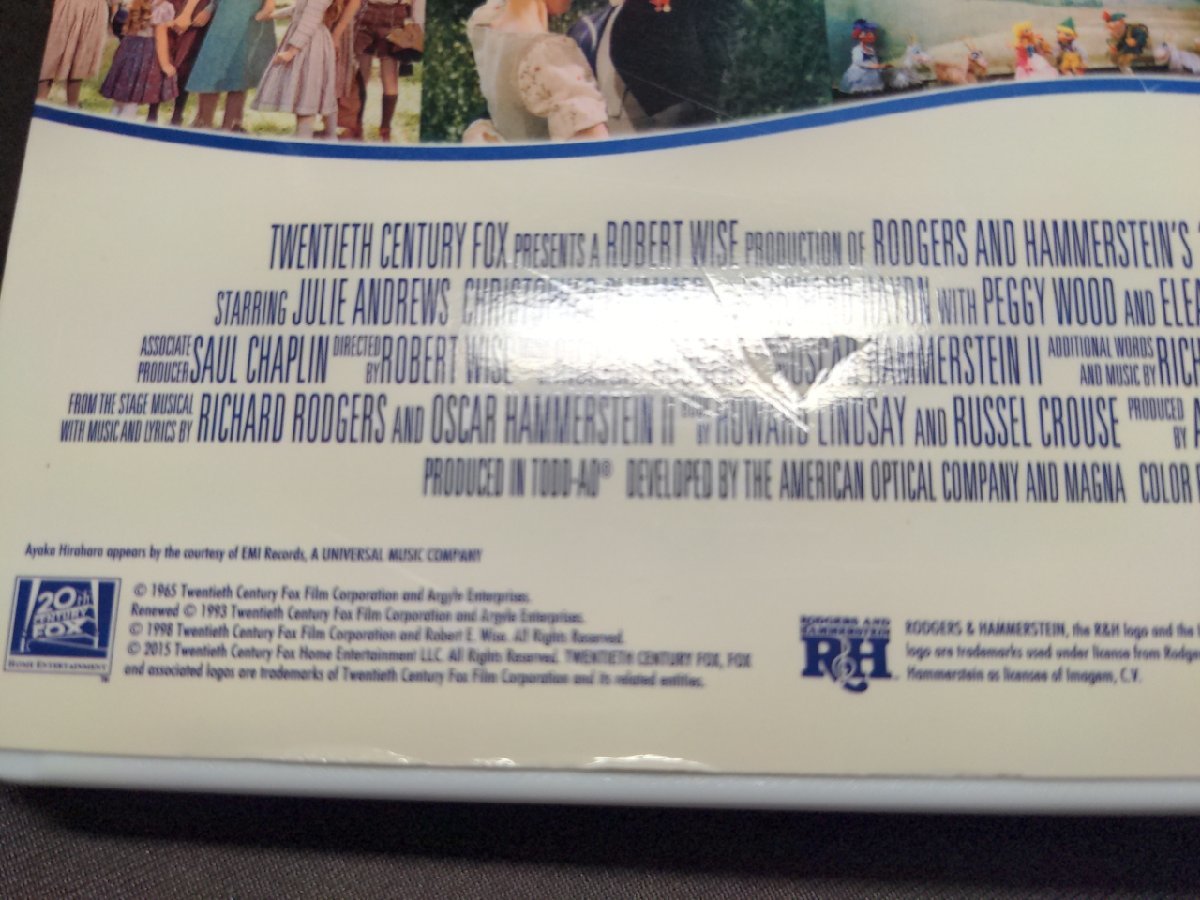 TWENTIETH CENTURY FOX PRESENTS A ROBERT WISE PRODUCTION OF RODGERS AND HAMMERSTEIN'S
STARRING JULIE ANDREWS CHRISTOPHER PLUMMER HAYDN WITH PEGGY WOOD AND
ASSOCIATE PRODUCER SAUL CHAPLIN DIRECTED BY ROBERT WISE OSCAR HAMMERSTEIN II ADDITIONAL WORDS AND MUSIC BY
FROM THE STAGE MUSICAL WITH MUSIC AND LYRICS BY RICHARD RODGERS AND OSCAR HAMMERSTEIN II BY HOWARD LINDSAY AND RUSSEL CROUSE PRODUCED BY
PRODUCED IN TODD-AO® DEVELOPED BY THE AMERICAN OPTICAL COMPANY AND MAGNA COLOR
Ayaka Hirahara appears by the courtesy of EMI Records, A UNIVERSAL MUSIC COMPANY
20th CENTURY FOX
HOME ENTERTAINMENT
TM
© 1965 Twentieth Century Fox Film Corporation and Argyle Enterprises.
Renewed © 1993 Twentieth Century Fox Film Corporation and Argyle Enterprises.
© 1998 Twentieth Century Fox Film Corporation and Robert E. Wise. All Rights Reserved.
© 2015 Twentieth Century Fox Home Entertainment LLC. All Rights Reserved. TWENTIETH CENTURY FOX, FOX
and associated logos are trademarks of Twentieth Century Fox Film Corporation and its related entities.
RODGERS AND
HAMMERSTEIN
R&H
RODGERS & HAMMERSTEIN, the R&H logo and the
logo are trademarks used under license from
Hammerstein as licensee of Imagem, C.V.